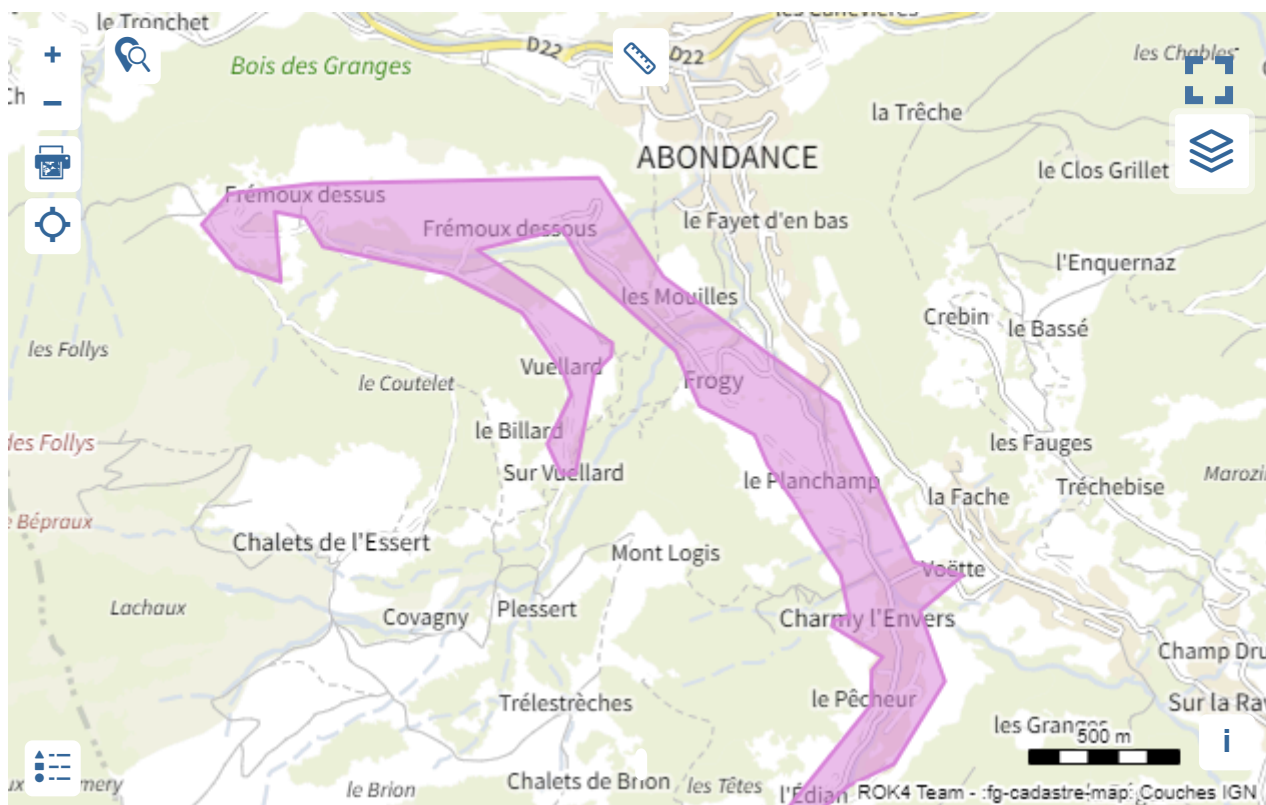 le Tronchet
les Canevières
D22
D22
Bois des Granges
les Chables
la Trêche
ABONDANCE
le Clos Grillet
Frémoux dessus
Frémoux dessous
le Fayet d'en bas
l'Enquernaz
les Mouilles
Crebin
le Bassé
les Follys
Vuellard
le Coutelet
Frogy
le Billard
des Follys
les Fauges
Sur Vuellard
le Planchamp
la Fache
Tréchebise
Marozi
e Bépraux
Chalets de l'Essert
Mont Logis
Voëtte
Lachaux
Covagny
Plessert
Charmy l'Envers
Champ Dru
Trélestrèches
le Pêcheur
Sur la Ra
les Granges
500 m
i
le Brion
Chalets de Brion
les Têtes
l'Édian
ROK4 Team - :fg-cadastre-map: Couches IGN